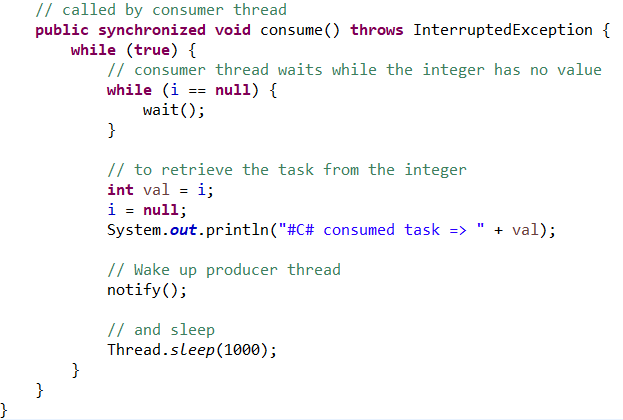 // called by consumer thread
public synchronized void consume() throws InterruptedException {
while (true) {
// consumer thread waits while the integer has no value
while (i == null) {
wait();
}
// to retrieve the task from the integer
int val = i;
i = null;
System.out.println("#C# consumed task => " + val);
// Wake up producer thread
notify();
// and sleep
Thread.sleep(1000);
}
}
}